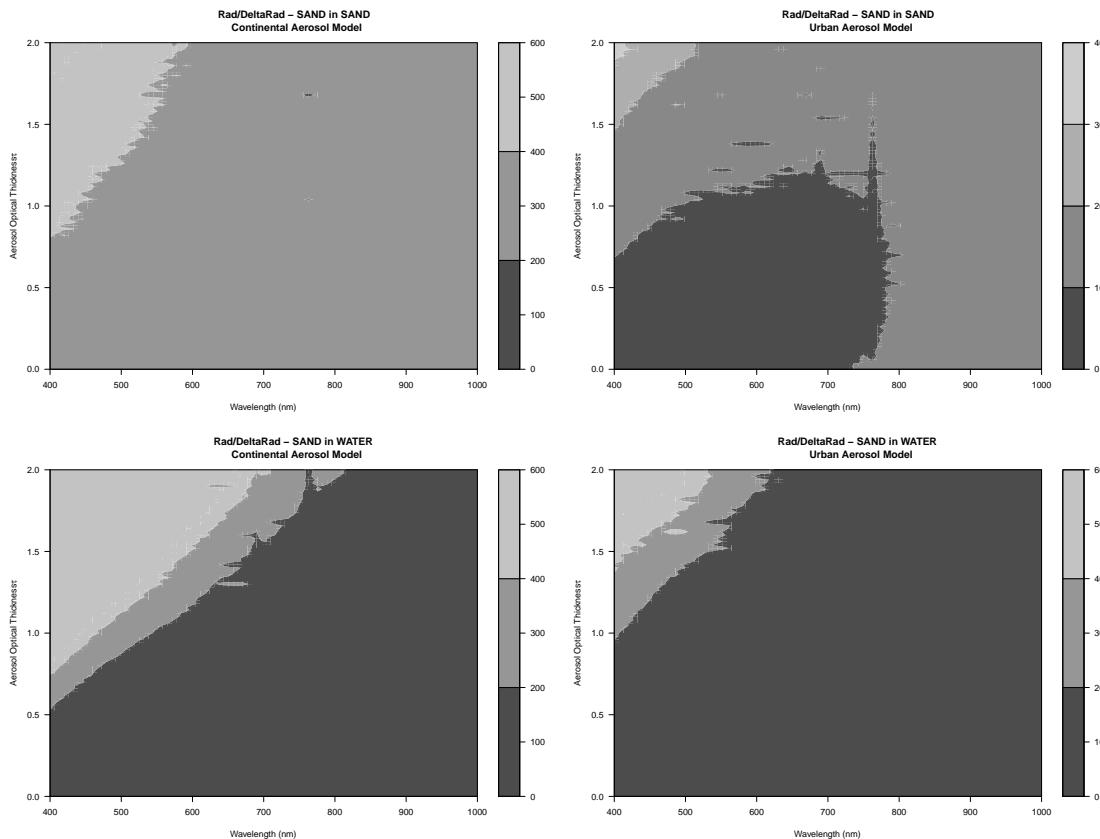 Rad/DeltaRad – SAND in SAND
Continental Aerosol Model
Aerosol Optical Thicknessτ
2.0
1.5
1.0
0.5
0.0
400 500 600 700 800 900 1000
Wavelength (nm)
600
500
400
300
200
100
0
Rad/DeltaRad – SAND in SAND
Urban Aerosol Model
Aerosol Optical Thicknessτ
2.0
1.5
1.0
0.5
0.0
400 500 600 700 800 900 1000
Wavelength (nm)
Rad/DeltaRad – SAND in WATER
Continental Aerosol Model
Aerosol Optical Thicknessτ
2.0
1.5
1.0
0.5
0.0
400 500 600 700 800 900 1000
Wavelength (nm)
600
500
400
300
200
100
0
Rad/DeltaRad – SAND in WATER
Urban Aerosol Model
Aerosol Optical Thicknessτ
2.0
1.5
1.0
0.5
0.0
400 500 600 700 800 900 1000
Wavelength (nm)
0